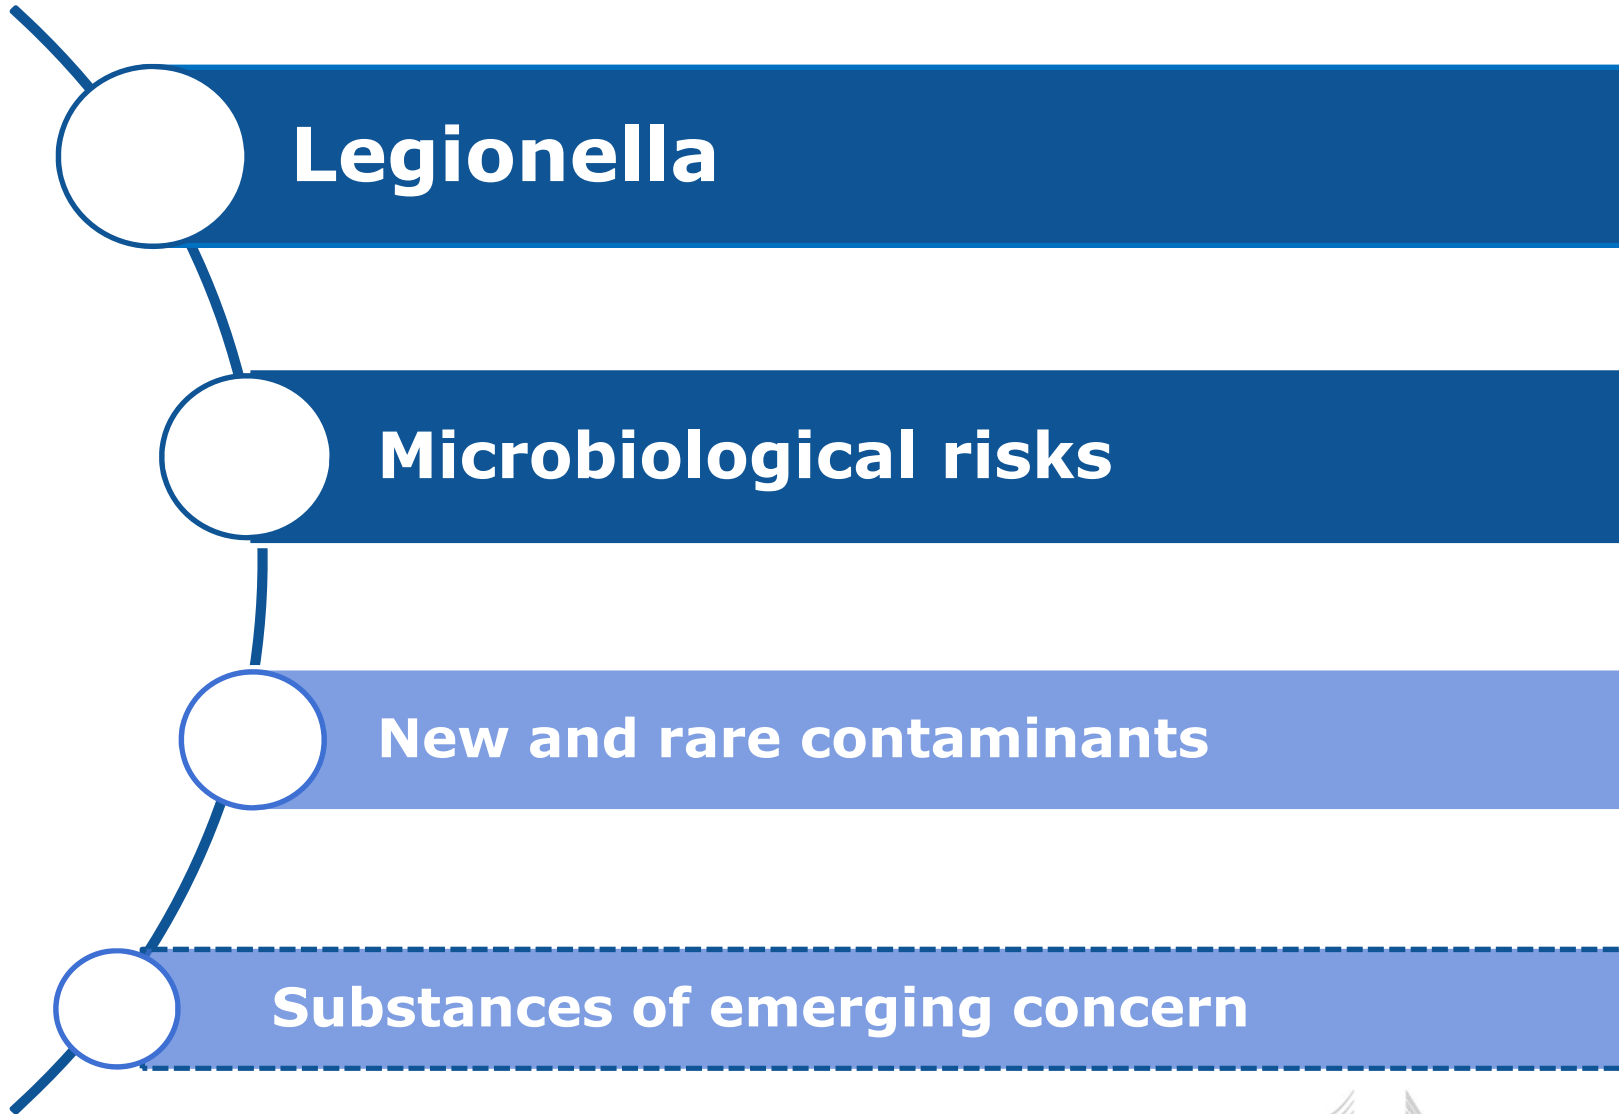 Legionella
Microbiological risks
New and rare contaminants
Substances of emerging concern